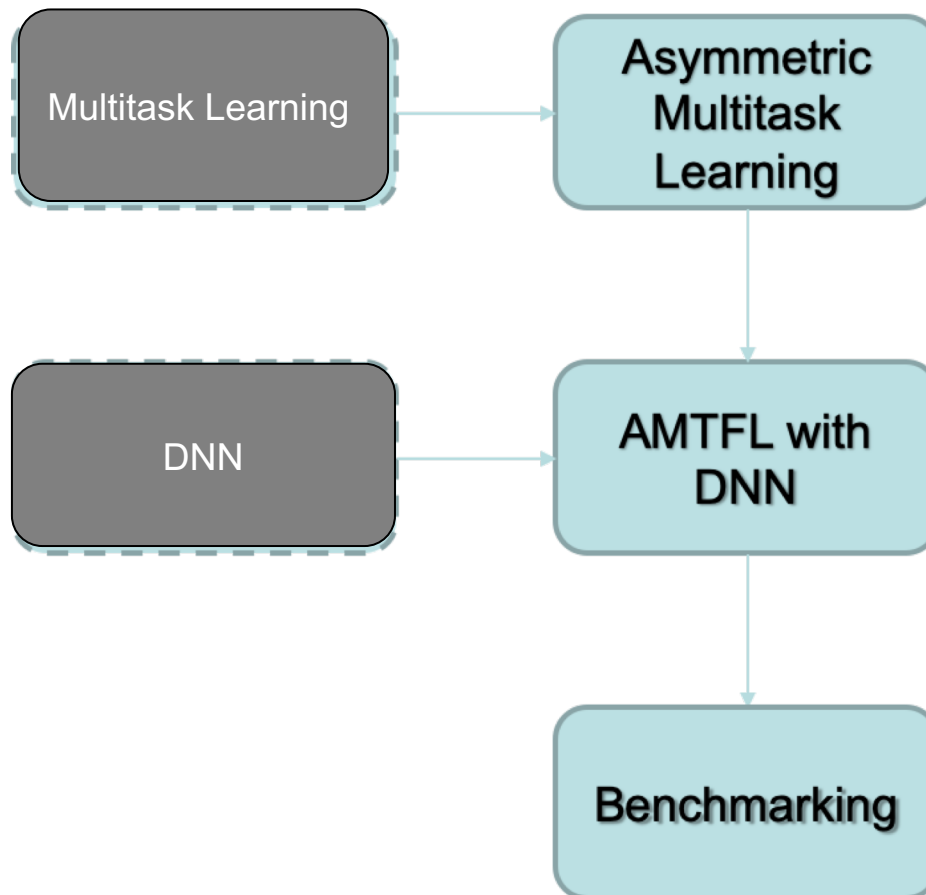 Multitask Learning
Asymmetric
Multitask
Learning
DNN
AMTFL with
DNN
Benchmarking